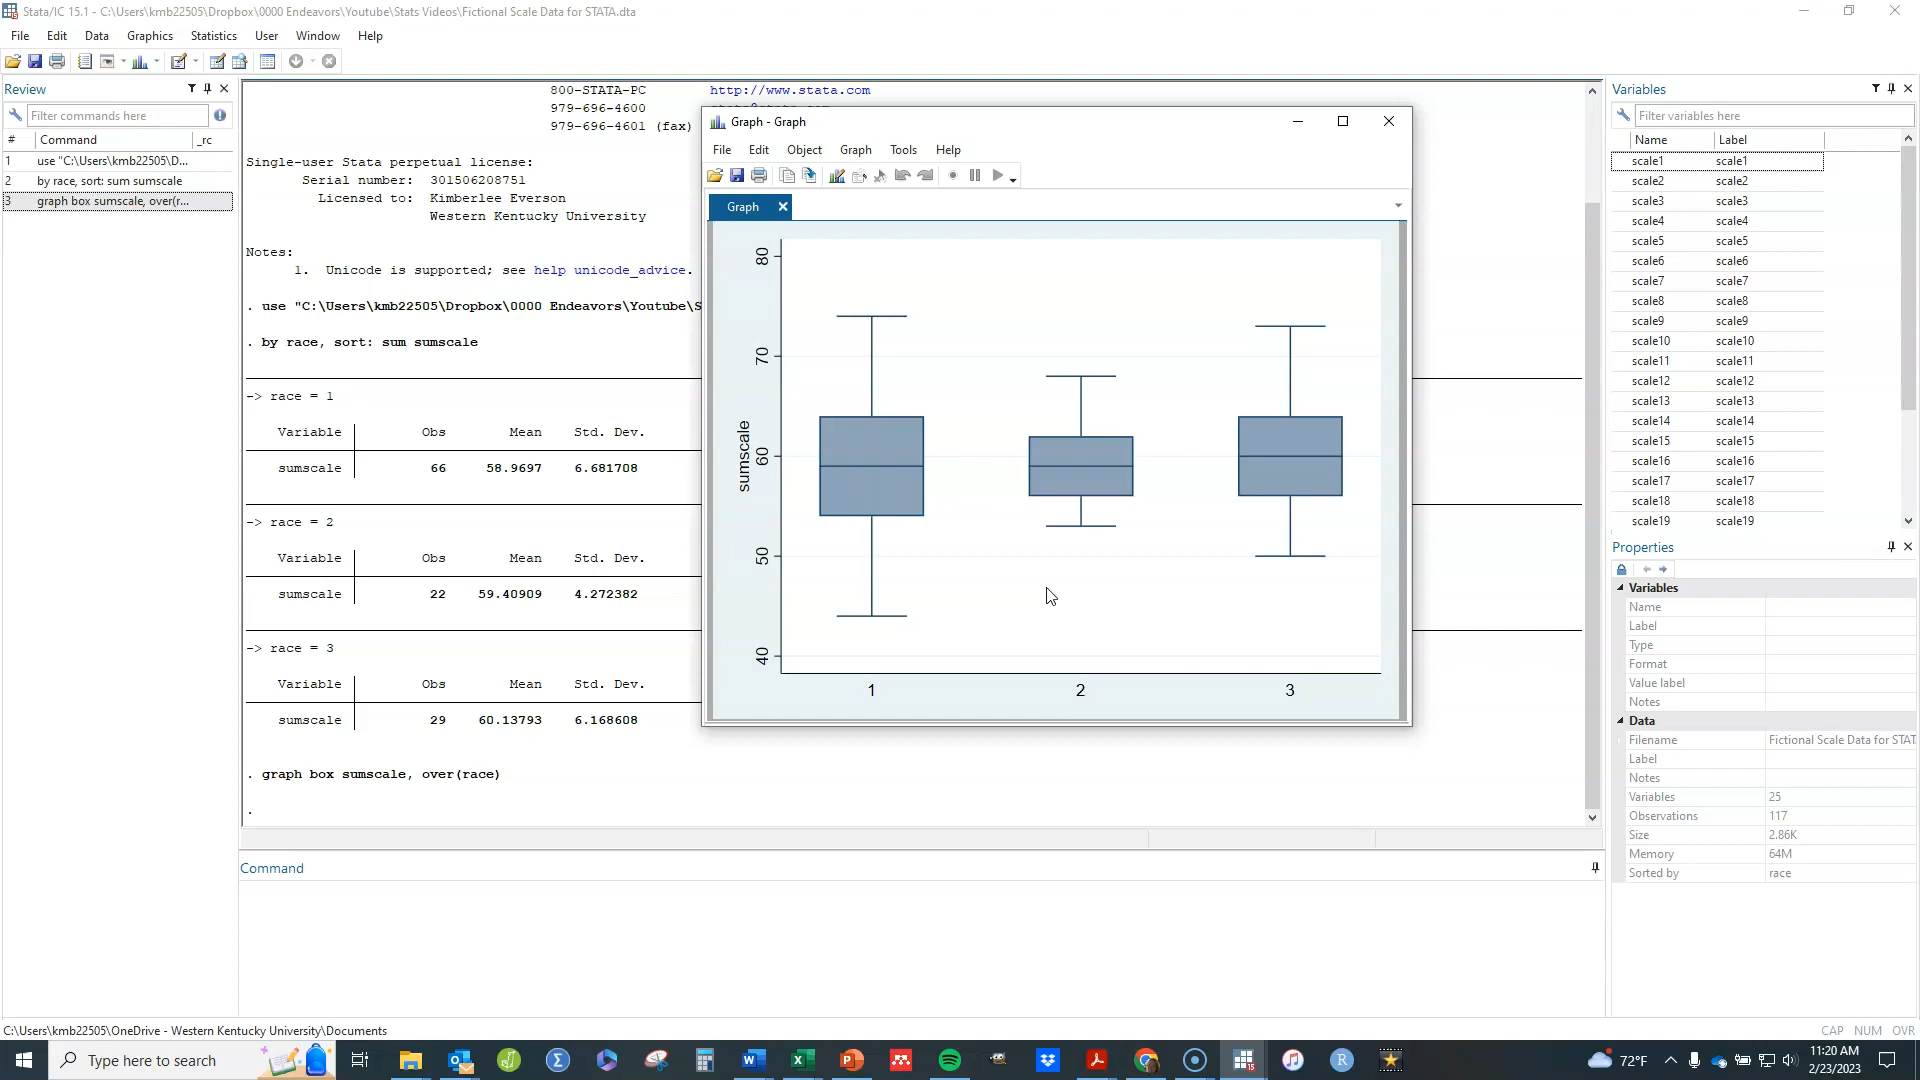 Stata/IC 15.1 - C:\Users\kmb22505\Dropbox\0000 Endeavors\Youtube\Stats Videos\Fictional Scale Data for STATA.dta
File Edit Data Graphics Statistics User Window Help
Review
Filter commands here
# Command _rc
1 use "C:\Users\kmb22505\D...
2 by race, sort: sum sumscale
3 graph box sumscale, over(r...
800-STATA-PC http://www.stata.com
979-696-4600
979-696-4601 (fax)
Single-user Stata perpetual license:
Serial number: 301506208751
Licensed to: Kimberlee Everson
Western Kentucky University
Notes:
1. Unicode is supported; see help unicode_advice.
. use "C:\Users\kmb22505\Dropbox\0000 Endeavors\Youtube\S
. by race, sort: sum sumscale
-> race = 1
Variable Obs Mean Std. Dev.
sumscale 66 58.9697 6.681708
-> race = 2
Variable Obs Mean Std. Dev.
sumscale 22 59.40909 4.272382
-> race = 3
Variable Obs Mean Std. Dev.
sumscale 29 60.13793 6.168608
. graph box sumscale, over(race)
.
Graph - Graph
File Edit Object Graph Tools Help
Graph
80
70
60
50
40
sumscale
1 2 3
Command
Variables
Filter variables here
Name Label
scale1 scale1
scale2 scale2
scale3 scale3
scale4 scale4
scale5 scale5
scale6 scale6
scale7 scale7
scale8 scale8
scale9 scale9
scale10 scale10
scale11 scale11
scale12 scale12
scale13 scale13
scale14 scale14
scale15 scale15
scale16 scale16
scale17 scale17
scale18 scale18
scale19 scale19
Properties
Variables
Name
Label
Type
Format
Value label
Notes
Data
Filename Fictional Scale Data for STAT
Label
Notes
Variables 25
Observations 117
Size 2.86K
Memory 64M
Sorted by race
C:\Users\kmb22505\OneDrive - Western Kentucky University\Documents
CAP NUM OVR
Type here to search
72°F
11:20 AM
2/23/2023